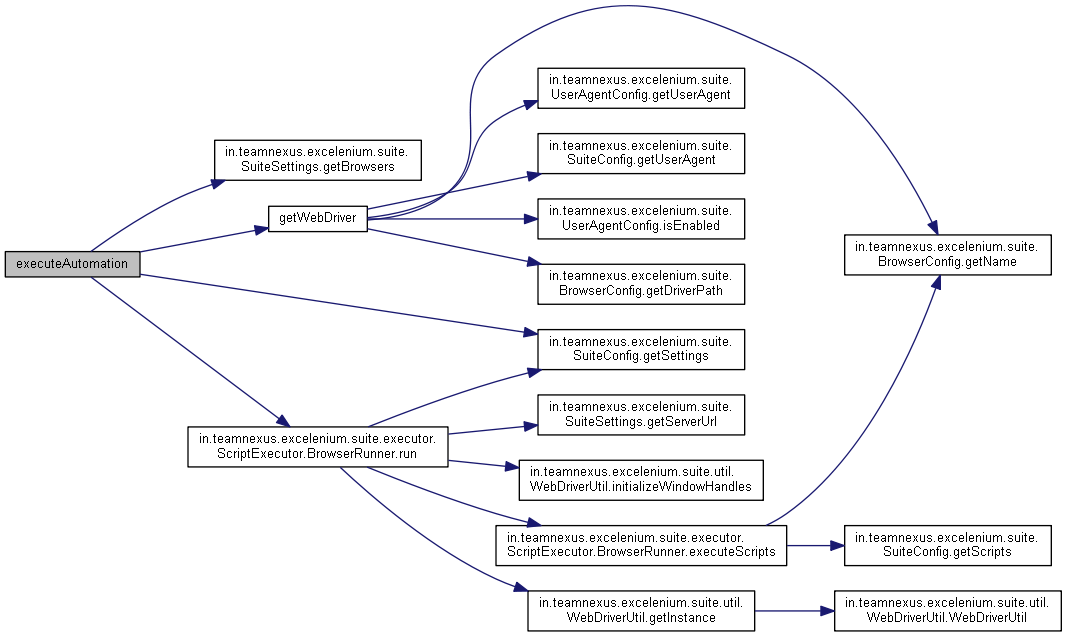 in.teamnexus.excelenium.suite.
UserAgentConfig.getUserAgent
in.teamnexus.excelenium.suite.
SuiteSettings.getBrowsers
in.teamnexus.excelenium.suite.
SuiteConfig.getUserAgent
getWebDriver
in.teamnexus.excelenium.suite.
UserAgentConfig.isEnabled
in.teamnexus.excelenium.suite.
BrowserConfig.getName
executeAutomation
in.teamnexus.excelenium.suite.
BrowserConfig.getDriverPath
in.teamnexus.excelenium.suite.
SuiteConfig.getSettings
in.teamnexus.excelenium.suite.
SuiteSettings.getServerUrl
in.teamnexus.excelenium.suite.executor.
ScriptExecutor.BrowserRunner.run
in.teamnexus.excelenium.suite.util.
WebDriverUtil.initializeWindowHandles
in.teamnexus.excelenium.suite.executor.
ScriptExecutor.BrowserRunner.executeScripts
in.teamnexus.excelenium.suite.
SuiteConfig.getScripts
in.teamnexus.excelenium.suite.util.
WebDriverUtil.getInstance
in.teamnexus.excelenium.suite.util.
WebDriverUtil.WebDriverUtil